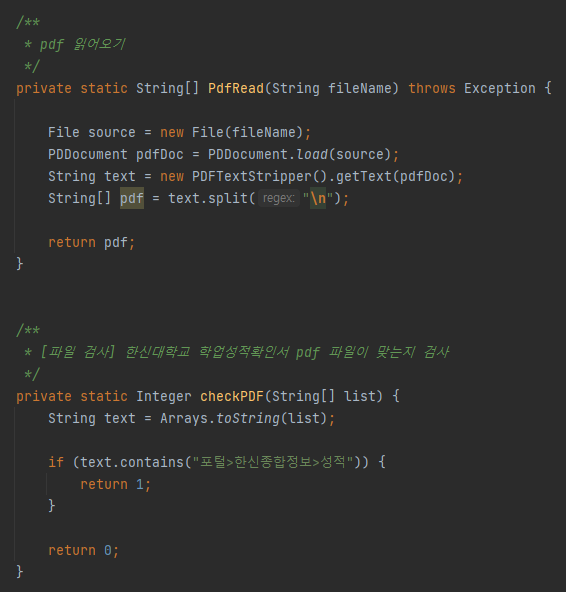 /**
 * pdf 읽어오기
 */
private static String[] PdfRead(String fileName) throws Exception {
    File source = new File(fileName);
    PDDocument pdfDoc = PDDocument.load(source);
    String text = new PDFTextStripper().getText(pdfDoc);
    String[] pdf = text.split( regex: "\n");
    return pdf;
}
/**
 * [파일 검사] 한신대학교 학업성적확인서 pdf 파일이 맞는지 검사
 */
private static Integer checkPDF(String[] list) {
    String text = Arrays.toString(list);
    if (text.contains("포털>한신종합정보>성적")) {
        return 1;
    }
    return 0;
}